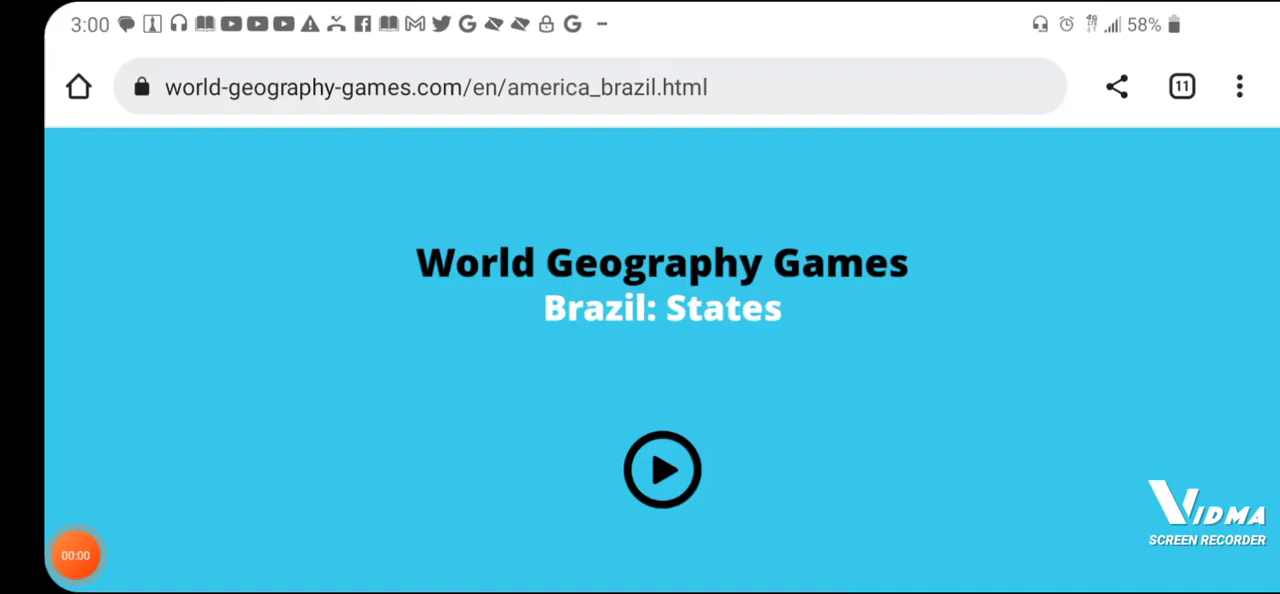 3:00 58%
world-geography-games.com/en/america_brazil.html 11
World Geography Games
Brazil: States
VIDMA
SCREEN RECORDER
00:00